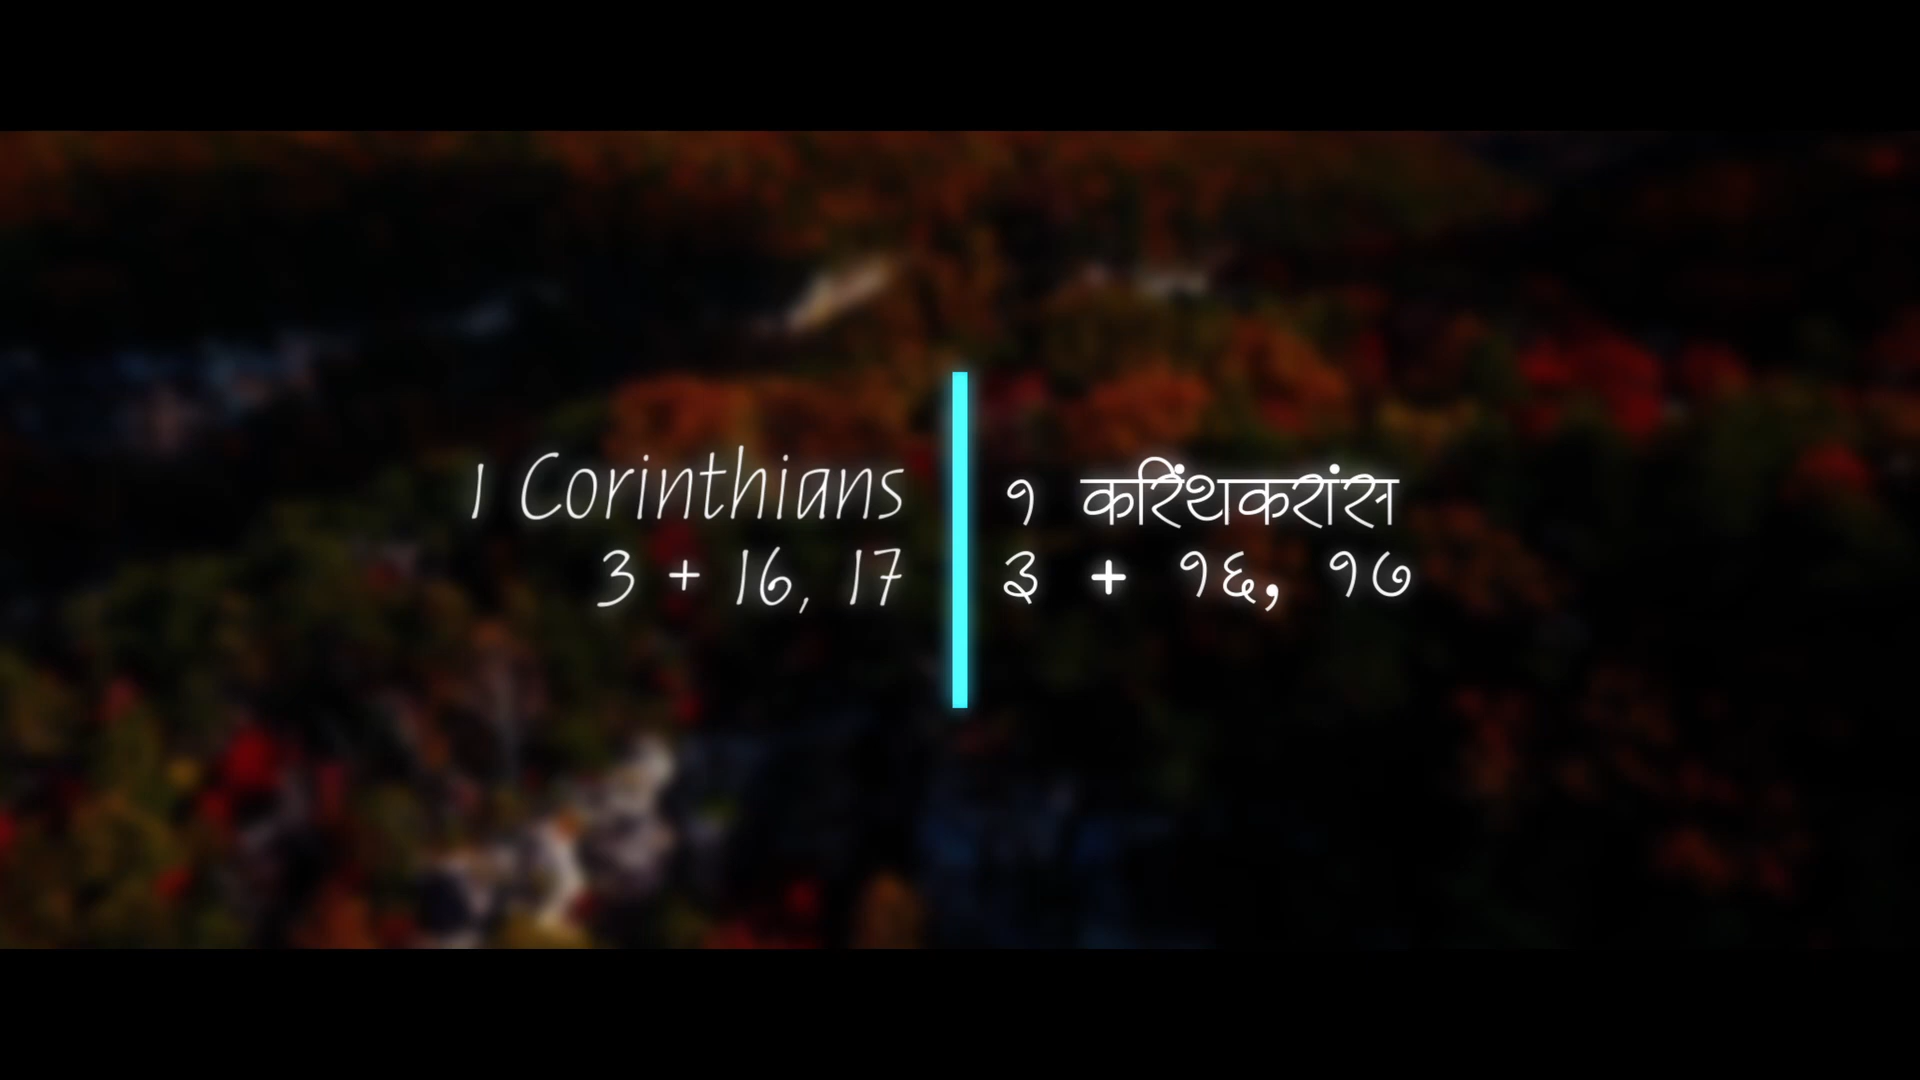 1 Corinthians
3 + 16, 17
१ करिंथकरांस
३ + १६, १७